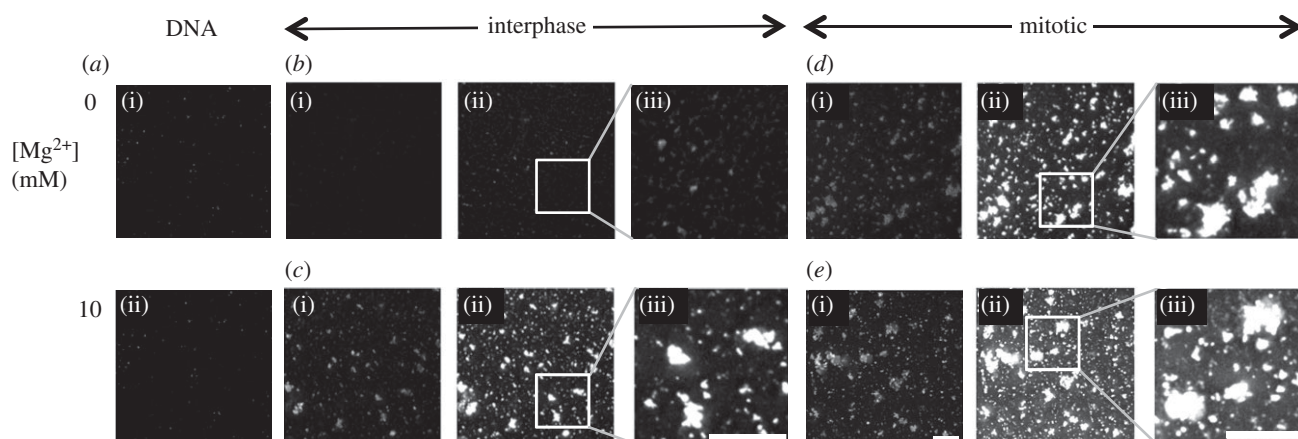 DNA interphase mitotic
(a) (b) (d)
0 (i) (i) (ii) (iii) (i) (ii) (iii)
[Mg²⁺]
(mM)
(c) (e)
10 (ii) (i) (ii) (iii) (i) (ii) (iii)